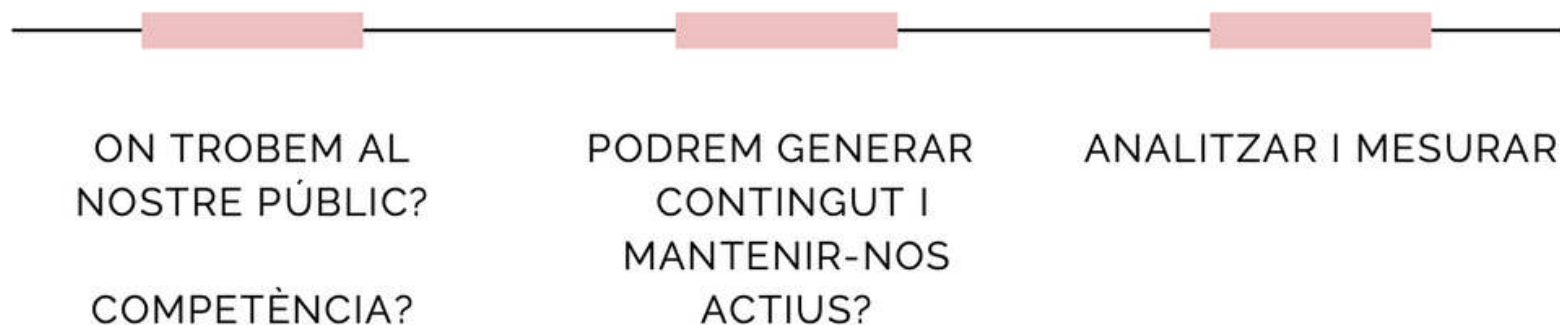 ON TROBEM AL
NOSTRE PÚBLIC?
COMPETÈNCIA?
PODREM GENERAR
CONTINGUT I
MANTENIR-NOS
ACTIUS?
ANALITZAR I MESURAR